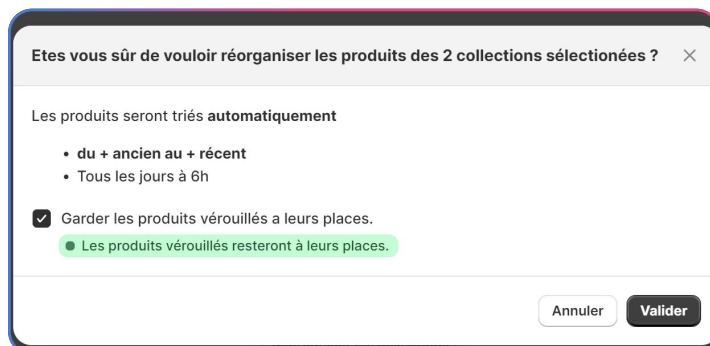 Etes vous sûr de vouloir réorganiser les produits des 2 collections sélectionées ?
Les produits seront triés automatiquement
• du + ancien au + récent
• Tous les jours à 6h
Garder les produits vérouillés a leurs places.
Les produits vérouillés resteront à leurs places.
Annuler
Valider